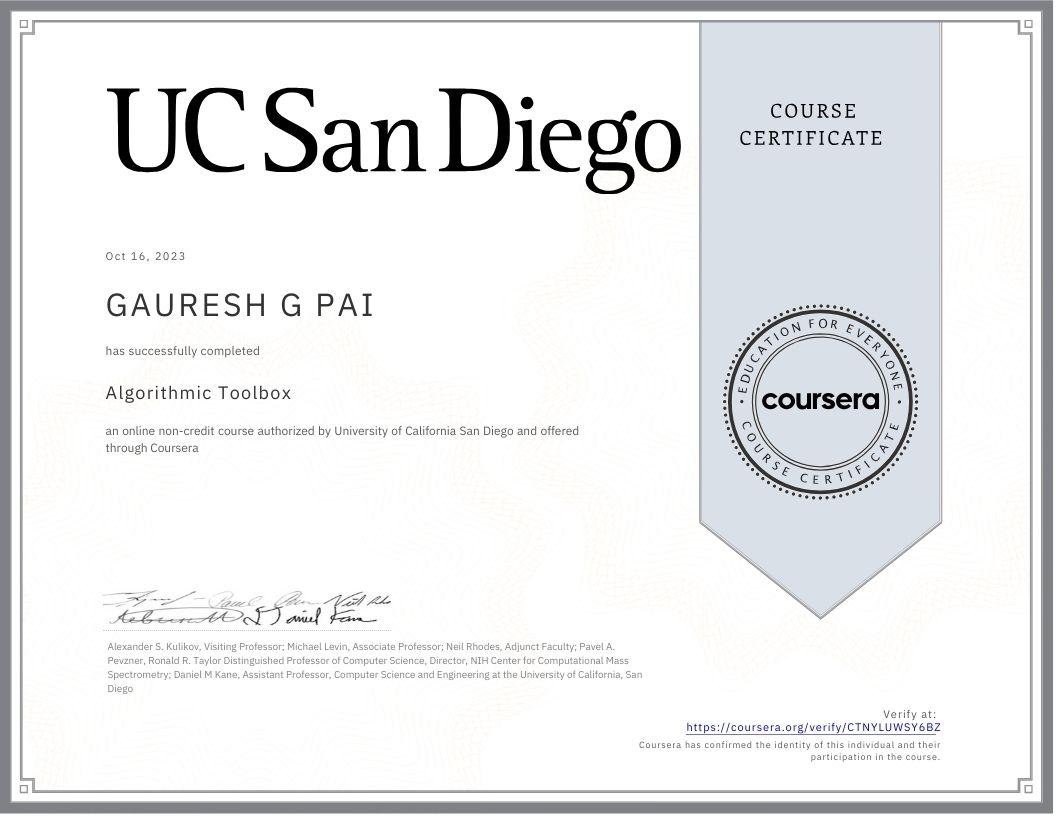 UC San Diego
COURSE
CERTIFICATE
Oct 16, 2023
GAURESH G PAI
has successfully completed
Algorithmic Toolbox
an online non-credit course authorized by University of California San Diego and offered
through Coursera
EDUCATION FOR EVERYONE
coursera
COURSE CERTIFICATE
Alexander S. Kulikov, Visiting Professor; Michael Levin, Associate Professor; Neil Rhodes, Adjunct Faculty; Pavel A.
Pevzner, Ronald R. Taylor Distinguished Professor of Computer Science, Director, NIH Center for Computational Mass
Spectrometry; Daniel M Kane, Assistant Professor, Computer Science and Engineering at the University of California, San
Diego
Verify at:
https://coursera.org/verify/CTNYLUWSY6BZ
Coursera has confirmed the identity of this individual and their
participation in the course.